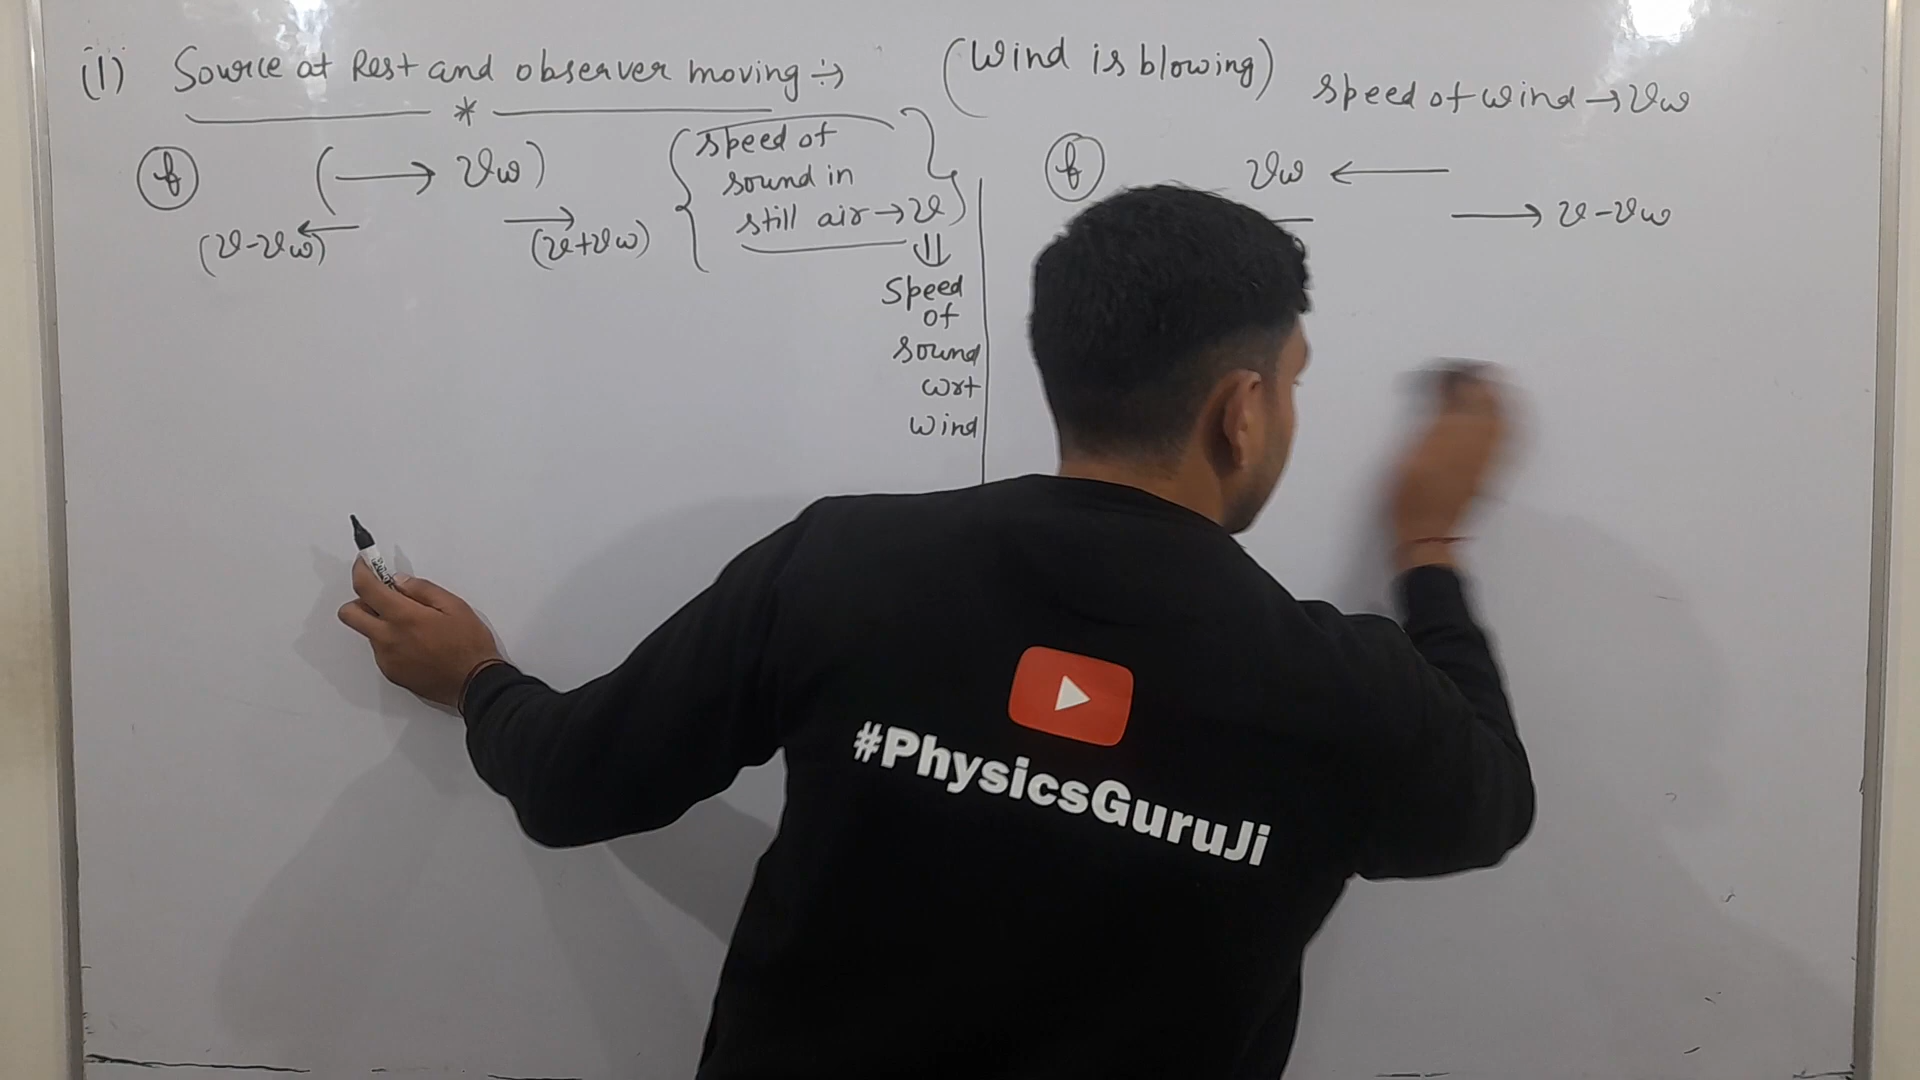 (1) Source at Rest and observer moving :→ (Wind is blowing)
speed of wind → vw
f (→ vw)
(v-vw) ← → (v+vw)
speed of
sound in
still air → v
⇓
Speed
of
sound
wrt
wind
f vw ←
→ v-vw
#PhysicsGuruJi